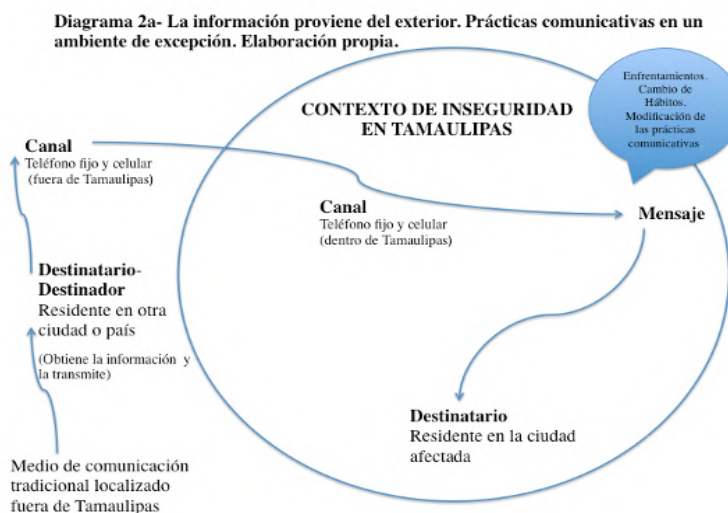 Diagrama 2a- La información proviene del exterior. Prácticas comunicativas en un
ambiente de excepción. Elaboración propia.
Enfrentamientos.
Cambio de
Hábitos.
Modificación de
las prácticas
comunicativas
CONTEXTO DE INSEGURIDAD
EN TAMAULIPAS
Canal
Teléfono fijo y celular
(fuera de Tamaulipas)
Canal
Teléfono fijo y celular
(dentro de Tamaulipas)
Mensaje
Destinatario-
Destinador
Residente en otra
ciudad o país
(Obtiene la información y
la transmite)
Destinatario
Residente en la ciudad
afectada
Medio de comunicación
tradicional localizado
fuera de Tamaulipas